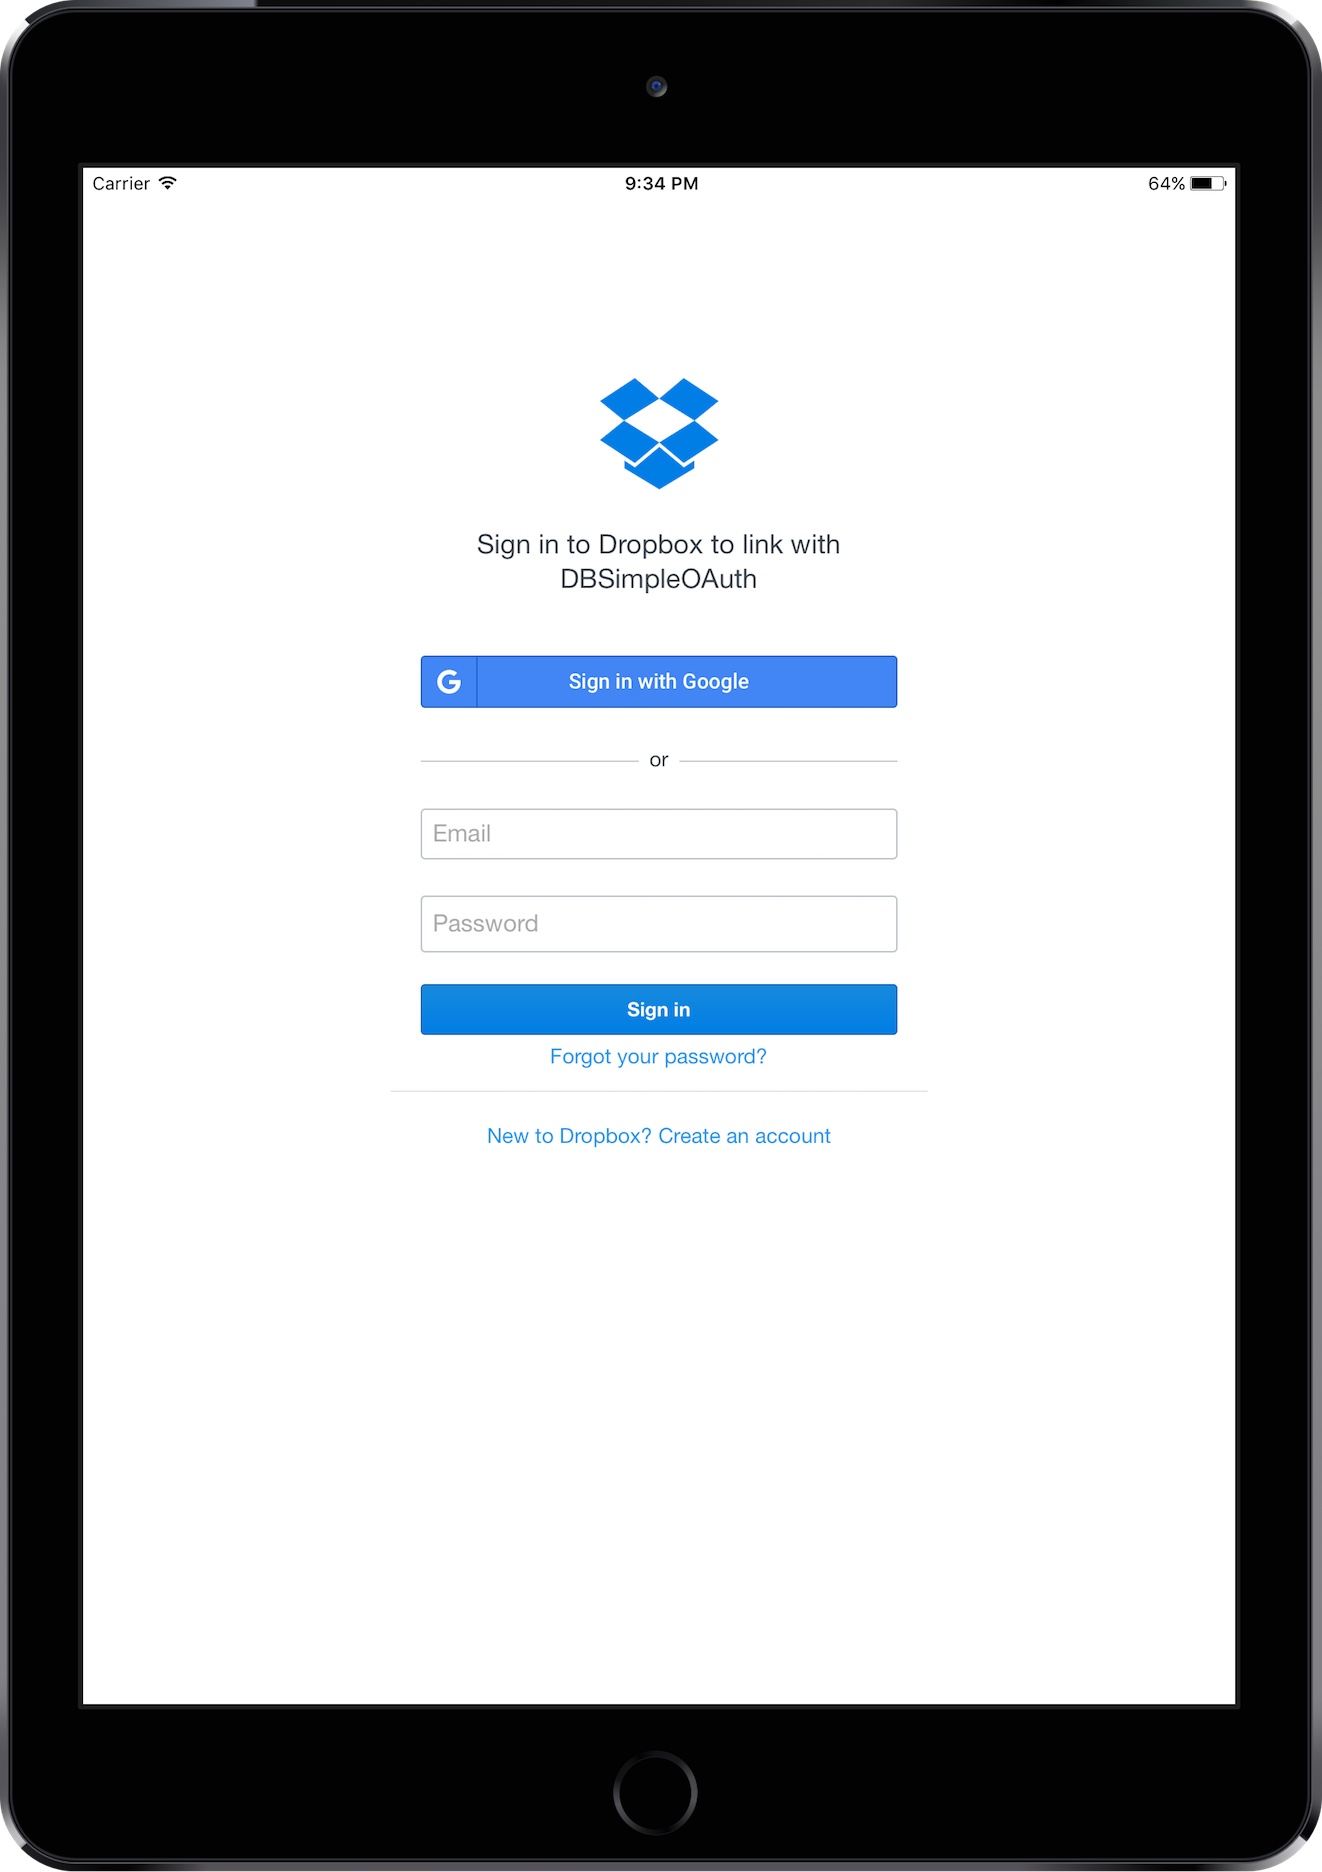 Carrier
9:34 PM
64%
Sign in to Dropbox to link with
DBSimpleOAuth
G
Sign in with Google
or
Email
Password
Sign in
Forgot your password?
New to Dropbox? Create an account